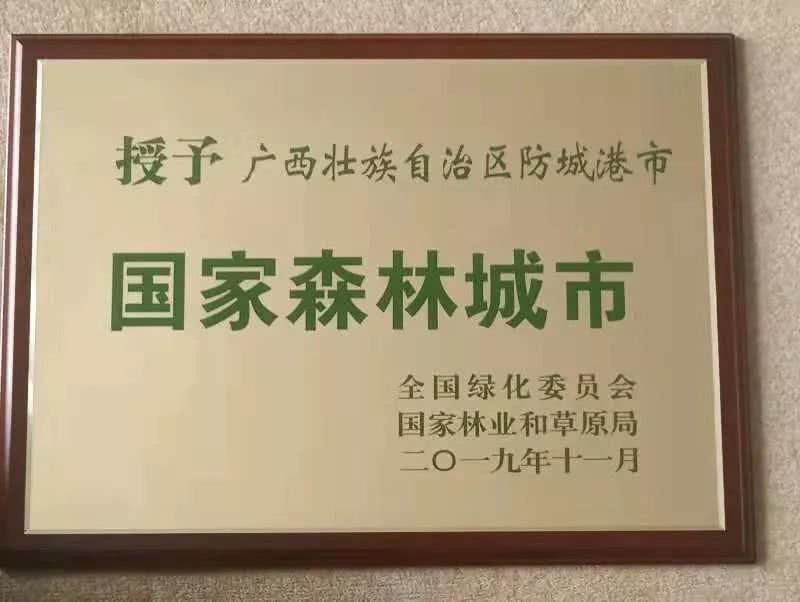 授予 广西壮族自治区防城港市
国家森林城市
全国绿化委员会
国家林业和草原局
二〇一九年十一月